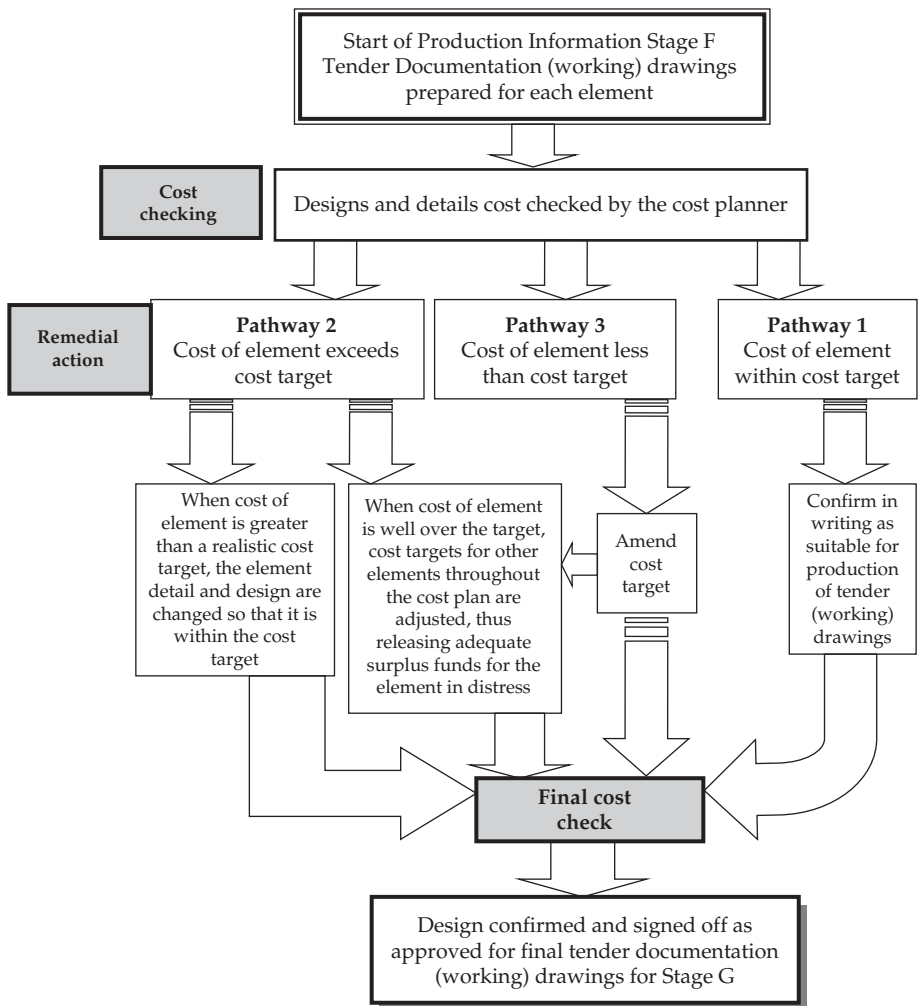 Start of Production Information Stage F
Tender Documentation (working) drawings
prepared for each element
Cost
checking
Designs and details cost checked by the cost planner
Remedial
action
Pathway 2
Cost of element exceeds
cost target
Pathway 3
Cost of element less
than cost target
Pathway 1
Cost of element
within cost target
When cost of
element is greater
than a realistic cost
target, the element
detail and design are
changed so that it is
within the cost
target
When cost of element
is well over the target,
cost targets for other
elements throughout
the cost plan are
adjusted, thus
releasing adequate
surplus funds for the
element in distress
Amend
cost
target
Confirm in
writing as
suitable for
production
of tender
(working)
drawings
Final cost
check
Design confirmed and signed off as
approved for final tender documentation
(working) drawings for Stage G